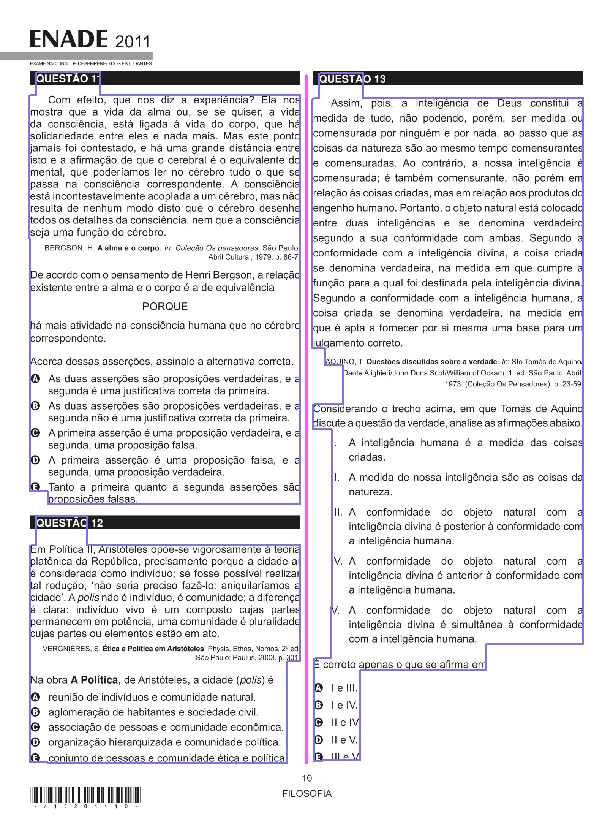 ENADE 2011
EXAME NACIONAL DE DESEMPENHO DOS ESTUDANTES
QUESTÃO 11
Com efeito, que nos diz a experiência? Ela nos
mostra que a vida da alma ou, se se quiser, a vida
da consciência, está ligada à vida do corpo, que há
solidariedade entre eles e nada mais. Mas este ponto
jamais foi contestado, e há uma grande distância entre
isto e a afirmação de que o cerebral é o equivalente do
mental, que poderíamos ler no cérebro tudo o que se
passa na consciência correspondente. A consciência
está incontestavelmente acoplada a um cérebro, mas não
resulta de nenhum modo disto que o cérebro desenhe
todos os detalhes da consciência, nem que a consciência
seja uma função do cérebro.
BERGSON, H. A alma e o corpo, in: Coleção Os pensadores. São Paulo:
Abril Cultural, 1979, p. 86-7.
De acordo com o pensamento de Henri Bergson, a relação
existente entre a alma e o corpo é a de equivalência
PORQUE
há mais atividade na consciência humana que no cérebro
correspondente.
Acerca dessas asserções, assinale a alternativa correta.
A As duas asserções são proposições verdadeiras, e a
segunda é uma justificativa correta da primeira.
B As duas asserções são proposições verdadeiras, e a
segunda não é uma justificativa correta da primeira.
C A primeira asserção é uma proposição verdadeira, e a
segunda, uma proposição falsa.
D A primeira asserção é uma proposição falsa, e a
segunda, uma proposição verdadeira.
E Tanto a primeira quanto a segunda asserções são
proposições falsas.
QUESTÃO 12
Em Política II, Aristóteles opõe-se vigorosamente à teoria
platônica da República, precisamente porque a cidade aí
é considerada como indivíduo; se fosse possível realizar
tal redução, 'não seria preciso fazê-lo: aniquilaríamos a
cidade'. A polis não é indivíduo, é comunidade; a diferença
é clara: indivíduo vivo é um composto cujas partes
permanecem em potência, uma comunidade é pluralidade
cujas partes ou elementos estão em ato.
VERGNIÈRES, S. Ética e Política em Aristóteles: Physis, Ethos, Nomos. 2ª ed.
São Paulo: Paulus, 2003, p. 301.
Na obra A Política, de Aristóteles, a cidade (polis) é
A reunião de indivíduos e comunidade natural.
B aglomeração de habitantes e sociedade civil.
C associação de pessoas e comunidade econômica.
D organização hierarquizada e comunidade política.
E conjunto de pessoas e comunidade ética e política.
QUESTÃO 13
Assim, pois, a inteligência de Deus constitui a
medida de tudo, não podendo, porém, ser medida ou
comensurada por ninguém e por nada, ao passo que as
coisas da natureza são ao mesmo tempo comensurantes
e comensuradas. Ao contrário, a nossa inteligência é
comensurada; é também comensurante, não porém em
relação às coisas criadas, mas em relação aos produtos do
engenho humano. Portanto, o objeto natural está colocado
entre duas inteligências e se denomina verdadeiro
segundo a sua conformidade com ambas. Segundo a
conformidade com a inteligência divina, a coisa criada
se denomina verdadeira, na medida em que cumpre a
função para a qual foi destinada pela inteligência divina.
Segundo a conformidade com a inteligência humana, a
coisa criada se denomina verdadeira, na medida em
que é apta a fornecer por si mesma uma base para um
julgamento correto.
AQUINO, T. Questões discutidas sobre a verdade. In: Sto Tomás de Aquino/
Dante Alighieri/John Duns Scot/William of Ockam. 1. ed. São Paulo: Abril,
1973, (Coleção Os Pensadores). p. 23-59.
Considerando o trecho acima, em que Tomás de Aquino
discute a questão da verdade, analise as afirmações abaixo.
I. A inteligência humana é a medida das coisas
criadas.
II. A medida de nossa inteligência são as coisas da
natureza.
III. A conformidade do objeto natural com a
inteligência divina é posterior à conformidade com
a inteligência humana.
IV. A conformidade do objeto natural com a
inteligência divina é anterior à conformidade com
a inteligência humana.
V. A conformidade do objeto natural com a
inteligência divina é simultânea à conformidade
com a inteligência humana.
É correto apenas o que se afirma em
A I e III.
B I e IV.
C II e IV.
D II e V.
E III e V.
10
FILOSOFIA